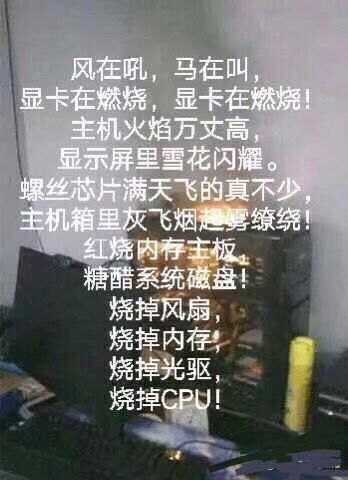 风在吼，马在叫，
显卡在燃烧，显卡在燃烧！
主机火焰万丈高，
显示屏里雪花闪耀。
螺丝芯片满天飞的真不少，
主机箱里灰飞烟起雾缭绕！
红烧内存主板，
糖醋系统磁盘！
烧掉风扇，
烧掉内存，
烧掉光驱，
烧掉CPU！